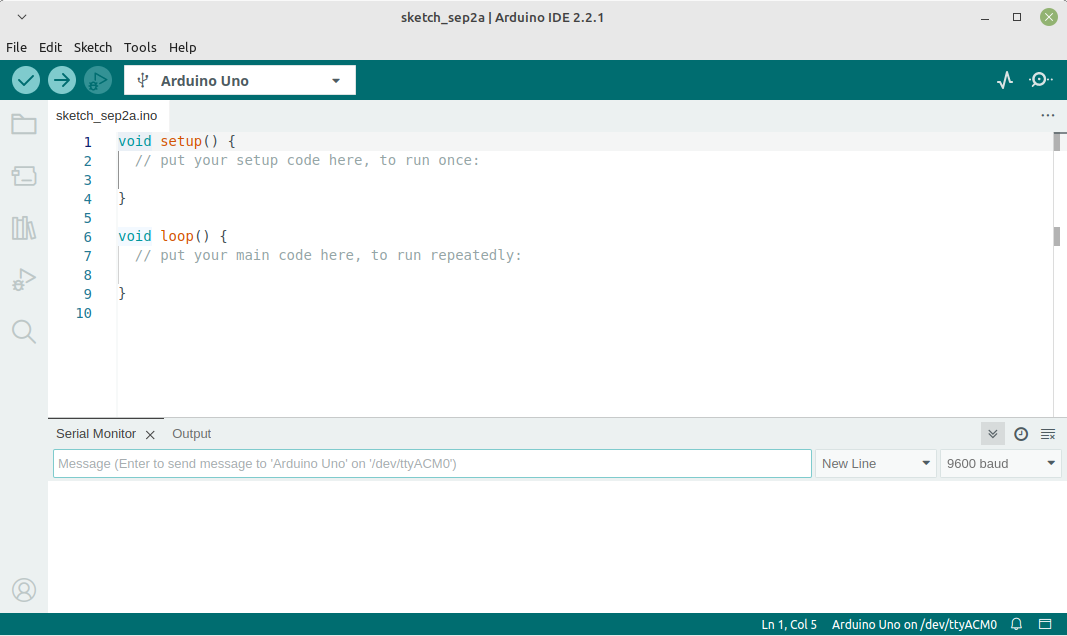 sketch_sep2a | Arduino IDE 2.2.1
File Edit Sketch Tools Help
Arduino Uno
sketch_sep2a.ino
1 void setup() {
2 // put your setup code here, to run once:
3
4 }
5
6 void loop() {
7 // put your main code here, to run repeatedly:
8
9 }
10
Serial Monitor Output
Message (Enter to send message to 'Arduino Uno' on '/dev/ttyACM0') New Line 9600 baud
Ln 1, Col 5 Arduino Uno on /dev/ttyACM0